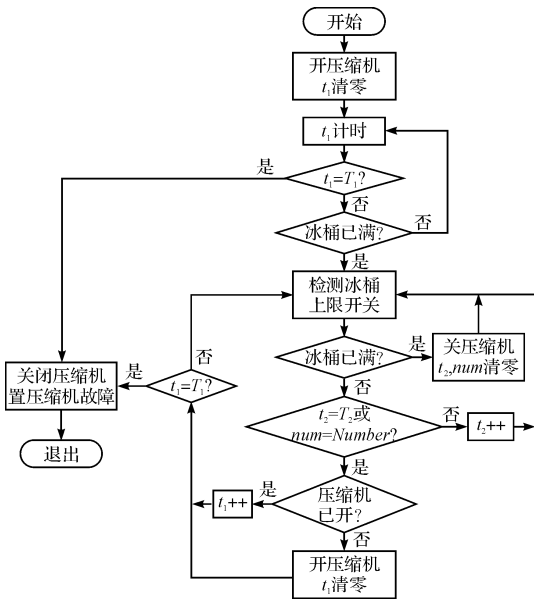 开始
开压缩机
t₁清零
t₁计时
是
t₁=T₁?
否
冰桶已满?
否
是
检测冰桶
上限开关
否
冰桶已满?
是
关压缩机
t₂,num清零
关闭压缩机
置压缩机故障
是
t₁=T₁?
否
t₂=T₂或
num=Number?
否
t₂++
退出
是
t₁++
是
压缩机
已开?
否
开压缩机
t₁清零